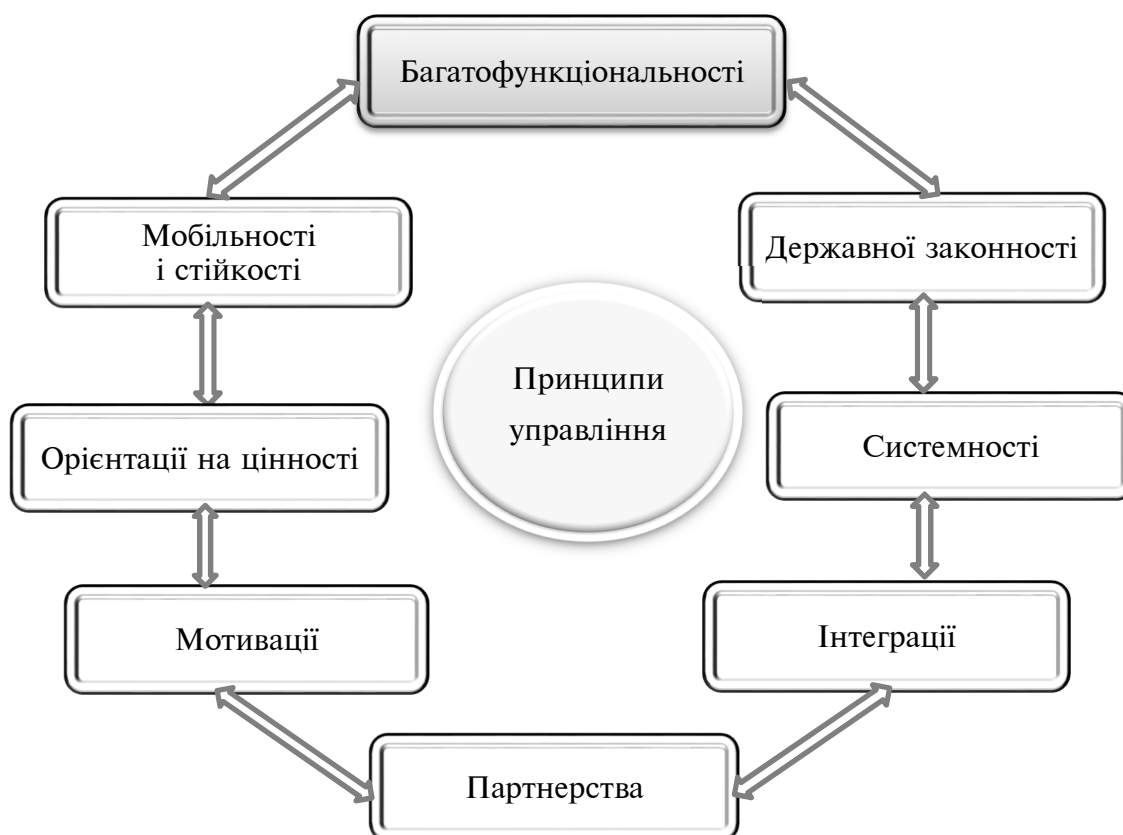 Багатофункціональності
Мобільності
і стійкості
Державної законності
Принципи
управління
Орієнтації на цінності
Системності
Мотивації
Інтеграції
Партнерства